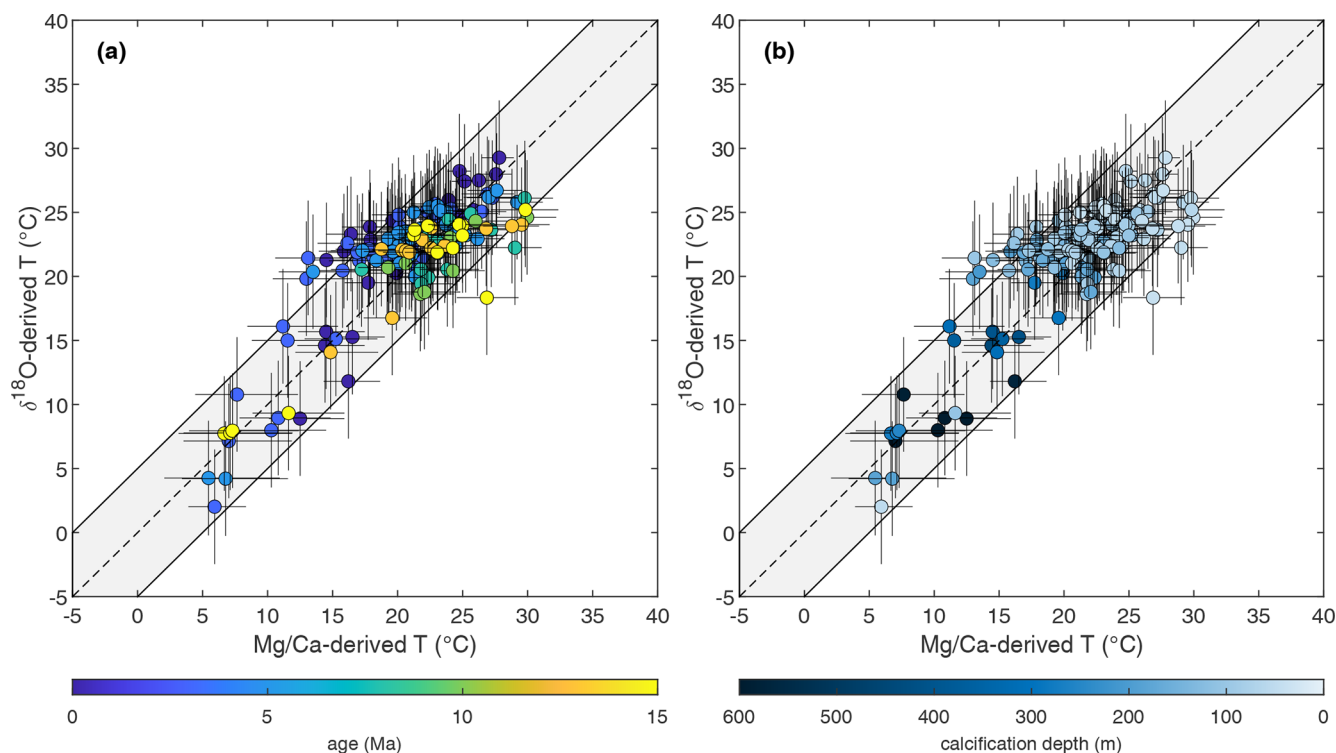 (a)
40
35
30
25
20
15
10
5
0
-5
δ18O-derived T (°C)
-5 0 5 10 15 20 25 30 35 40
Mg/Ca-derived T (°C)
0 5 10 15
age (Ma)
(b)
40
35
30
25
20
15
10
5
0
-5
δ18O-derived T (°C)
-5 0 5 10 15 20 25 30 35 40
Mg/Ca-derived T (°C)
600 500 400 300 200 100 0
calcification depth (m)